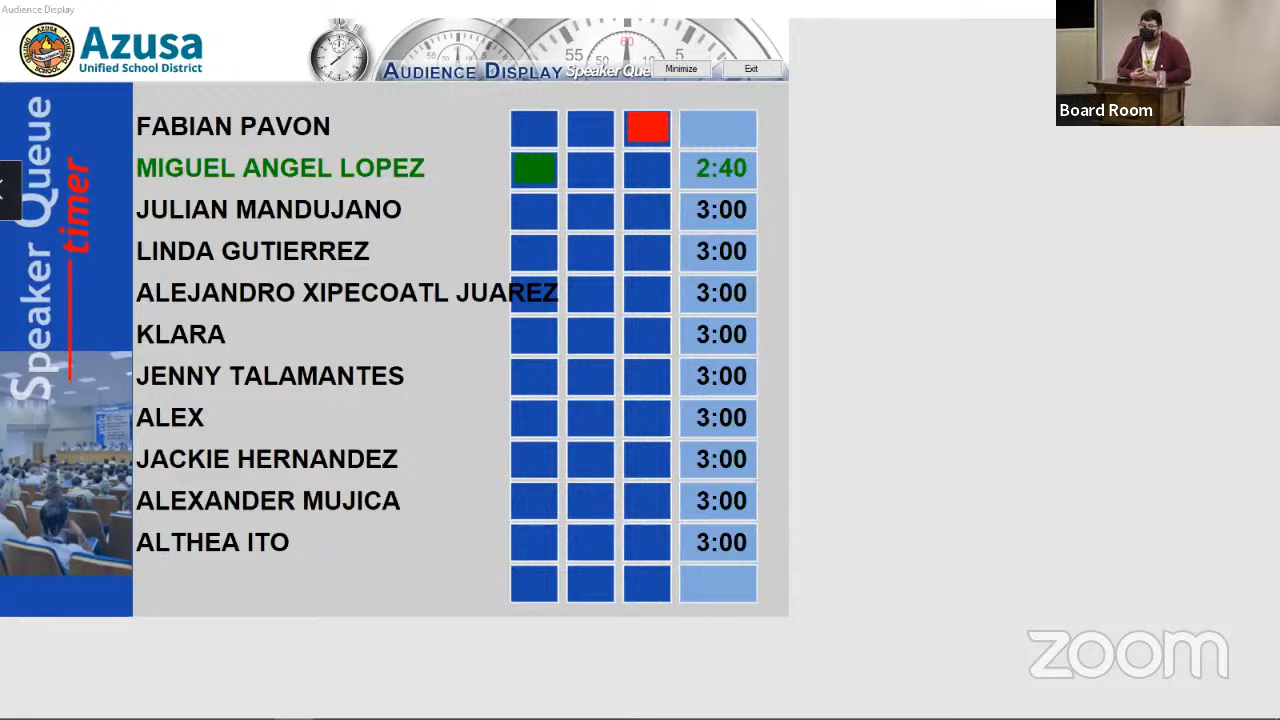 Audience Display
Azusa
Unified School District
55 60 5
AUDIENCE DISPLAY Speaker Que
Minimize
Exit
Board Room
Speaker Queue
timer
FABIAN PAVON
MIGUEL ANGEL LOPEZ 2:40
JULIAN MANDUJANO 3:00
LINDA GUTIERREZ 3:00
ALEJANDRO XIPECOATL JUAREZ 3:00
KLARA 3:00
JENNY TALAMANTES 3:00
ALEX 3:00
JACKIE HERNANDEZ 3:00
ALEXANDER MUJICA 3:00
ALTHEA ITO 3:00
zoom